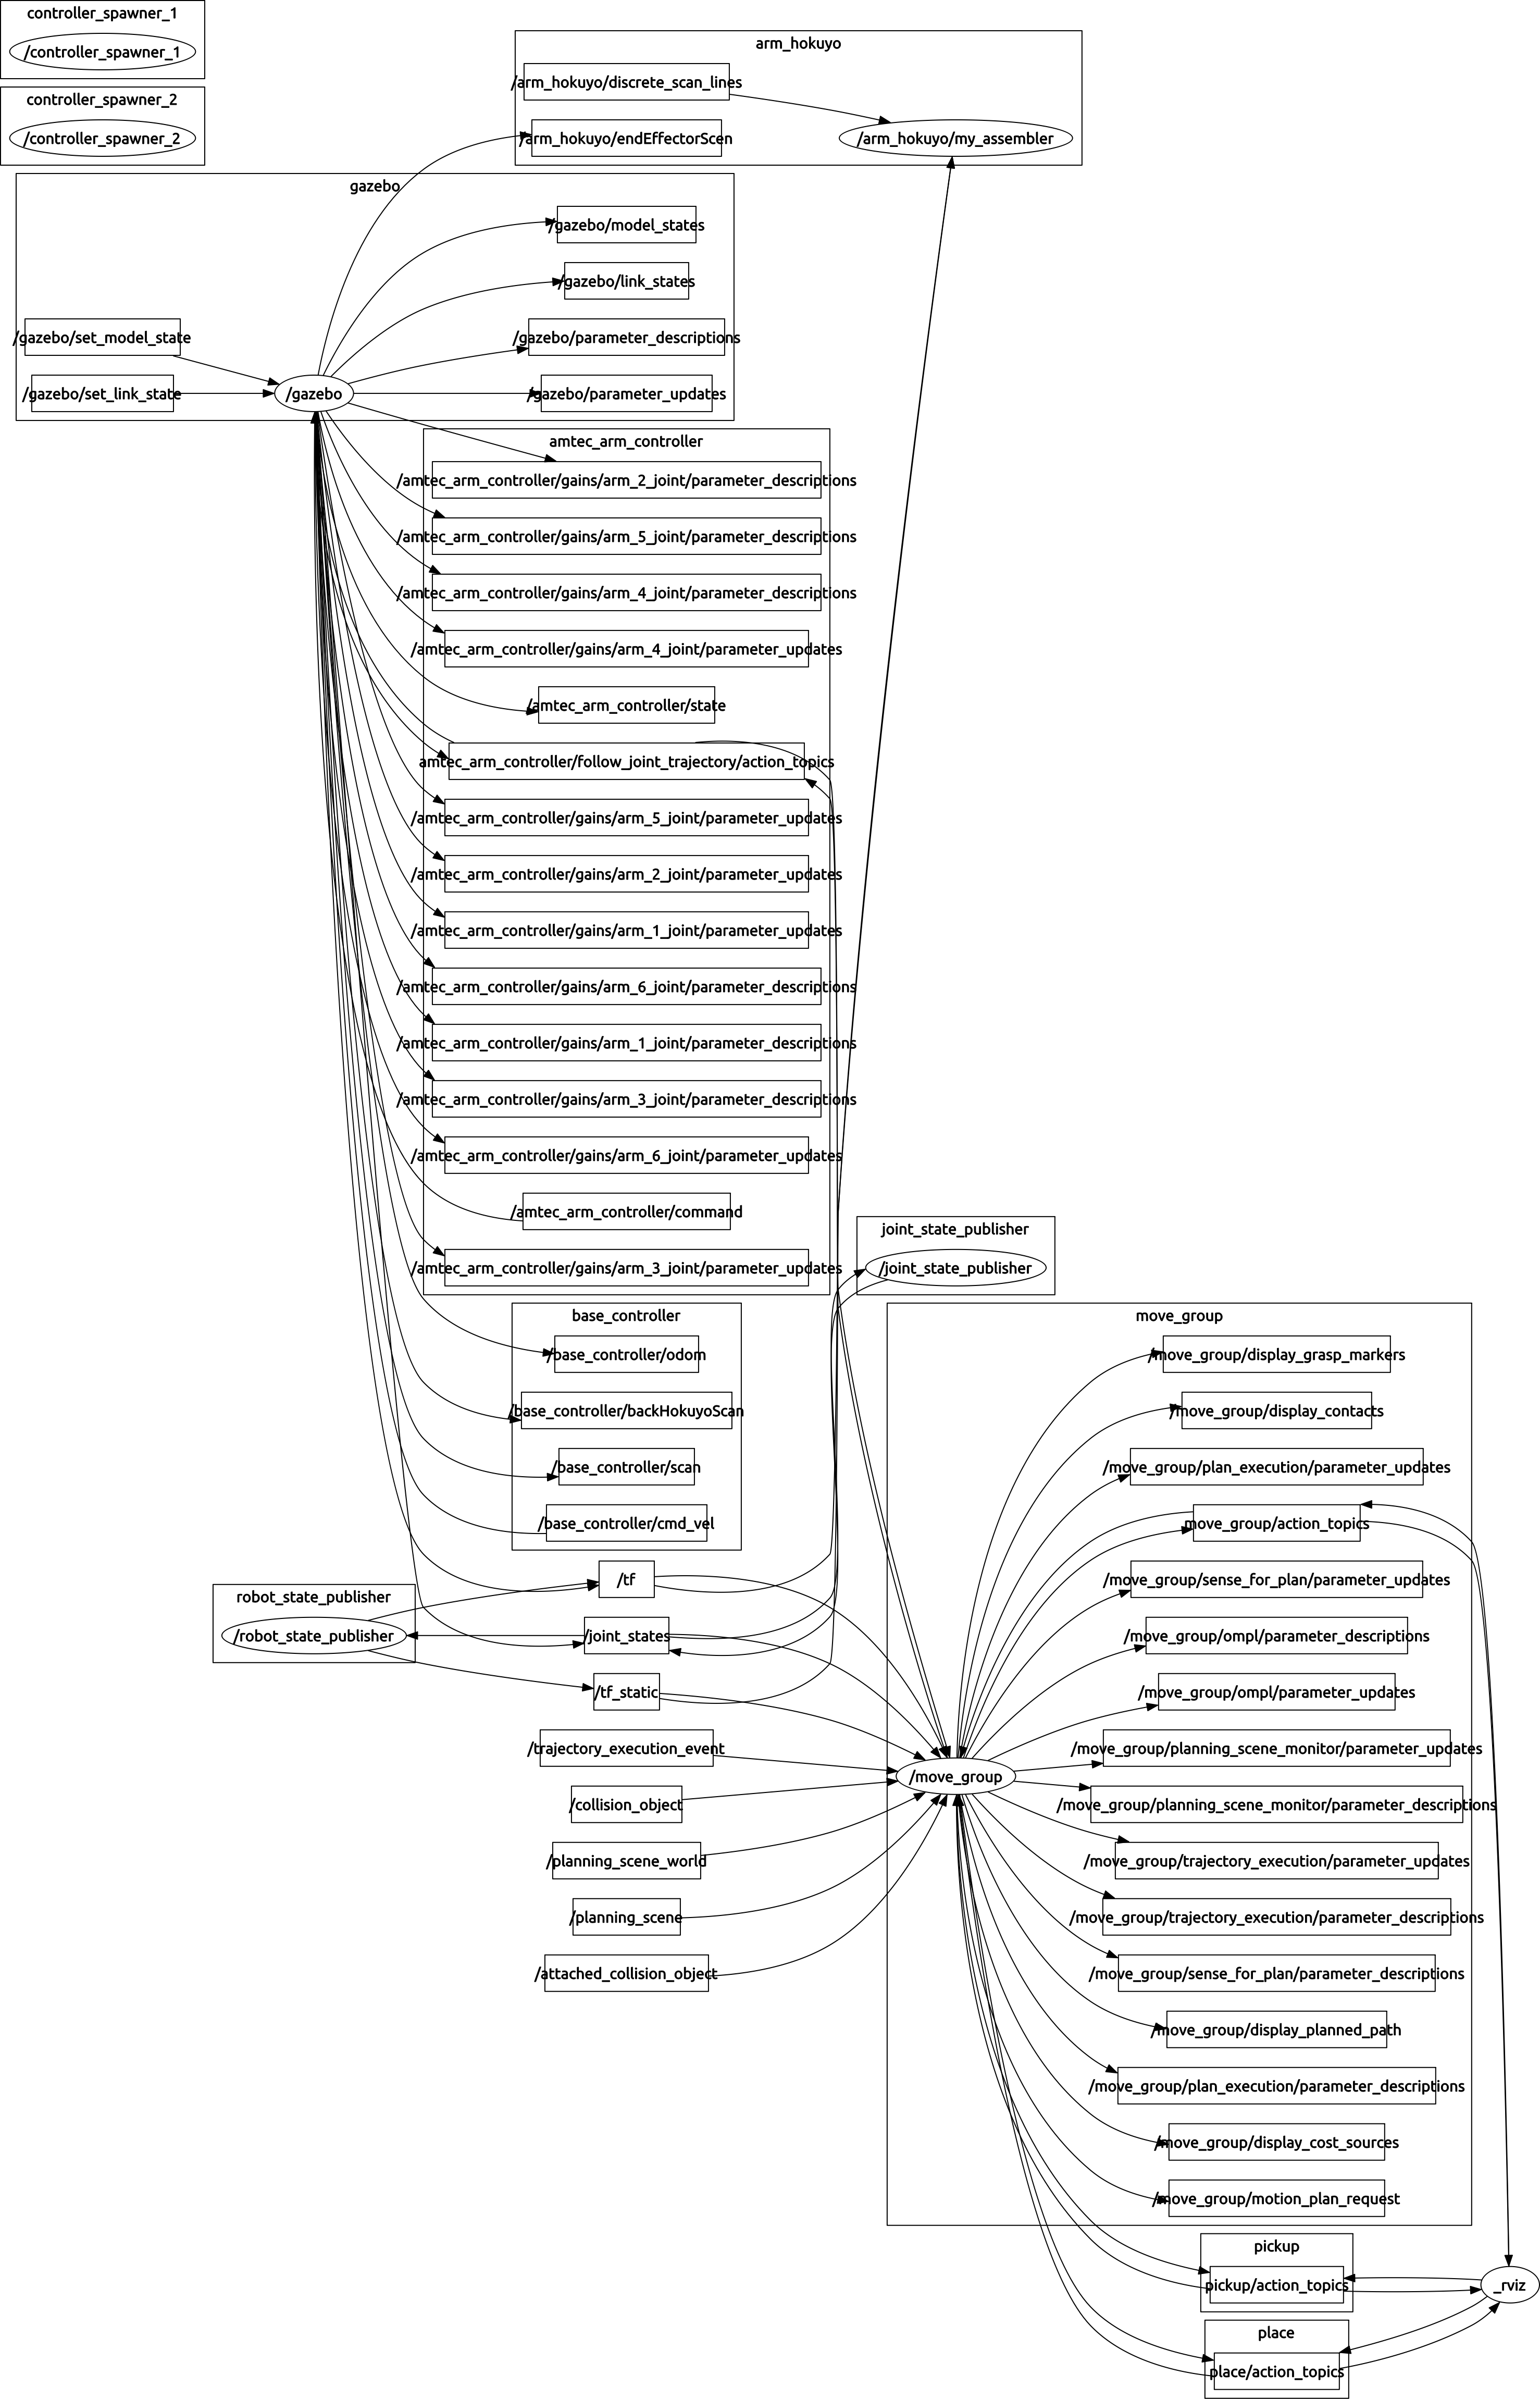 controller_spawner_1
/controller_spawner_1
controller_spawner_2
/controller_spawner_2
arm_hokuyo
/arm_hokuyo/discrete_scan_lines
/arm_hokuyo/endEffectorScen
/arm_hokuyo/my_assembler
gazebo
/gazebo/model_states
/gazebo/link_states
/gazebo/set_model_state
/gazebo/parameter_descriptions
/gazebo/set_link_state
/gazebo
/gazebo/parameter_updates
amtec_arm_controller
/amtec_arm_controller/gains/arm_2_joint/parameter_descriptions
/amtec_arm_controller/gains/arm_5_joint/parameter_descriptions
/amtec_arm_controller/gains/arm_4_joint/parameter_descriptions
/amtec_arm_controller/gains/arm_4_joint/parameter_updates
/amtec_arm_controller/state
amtec_arm_controller/follow_joint_trajectory/action_topics
/amtec_arm_controller/gains/arm_5_joint/parameter_updates
/amtec_arm_controller/gains/arm_2_joint/parameter_updates
/amtec_arm_controller/gains/arm_1_joint/parameter_updates
/amtec_arm_controller/gains/arm_6_joint/parameter_descriptions
/amtec_arm_controller/gains/arm_1_joint/parameter_descriptions
/amtec_arm_controller/gains/arm_3_joint/parameter_descriptions
/amtec_arm_controller/gains/arm_6_joint/parameter_updates
/amtec_arm_controller/command
/amtec_arm_controller/gains/arm_3_joint/parameter_updates
joint_state_publisher
/joint_state_publisher
base_controller
/base_controller/odom
/base_controller/backHokuyoScan
/base_controller/scan
/base_controller/cmd_vel
/tf
robot_state_publisher
/robot_state_publisher
/joint_states
/tf_static
/trajectory_execution_event
/collision_object
/planning_scene_world
/planning_scene
/attached_collision_object
move_group
/move_group/display_grasp_markers
/move_group/display_contacts
/move_group/plan_execution/parameter_updates
move_group/action_topics
/move_group/sense_for_plan/parameter_updates
/move_group/ompl/parameter_descriptions
/move_group/ompl/parameter_updates
/move_group/planning_scene_monitor/parameter_updates
/move_group
/move_group/planning_scene_monitor/parameter_descriptions
/move_group/trajectory_execution/parameter_updates
/move_group/trajectory_execution/parameter_descriptions
/move_group/sense_for_plan/parameter_descriptions
/move_group/display_planned_path
/move_group/plan_execution/parameter_descriptions
/move_group/display_cost_sources
/move_group/motion_plan_request
pickup
pickup/action_topics
_rviz
place
place/action_topics